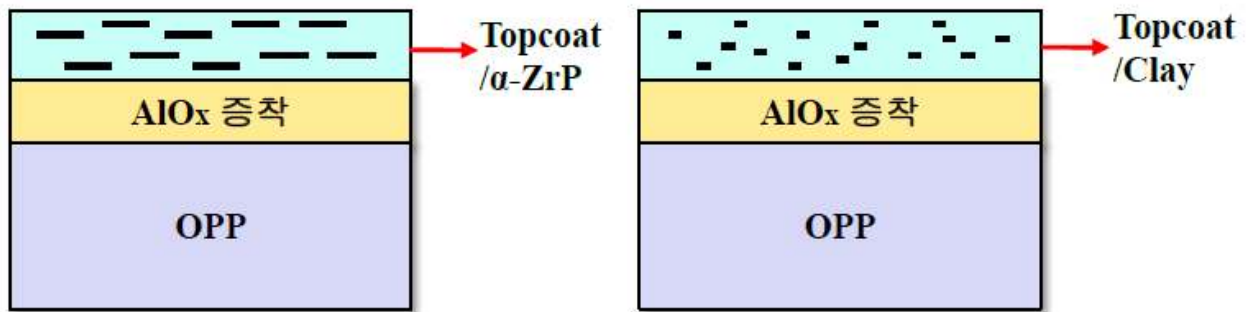 Topcoat
/α-ZrP
AlOx 증착
OPP
Topcoat
/Clay
AlOx 증착
OPP